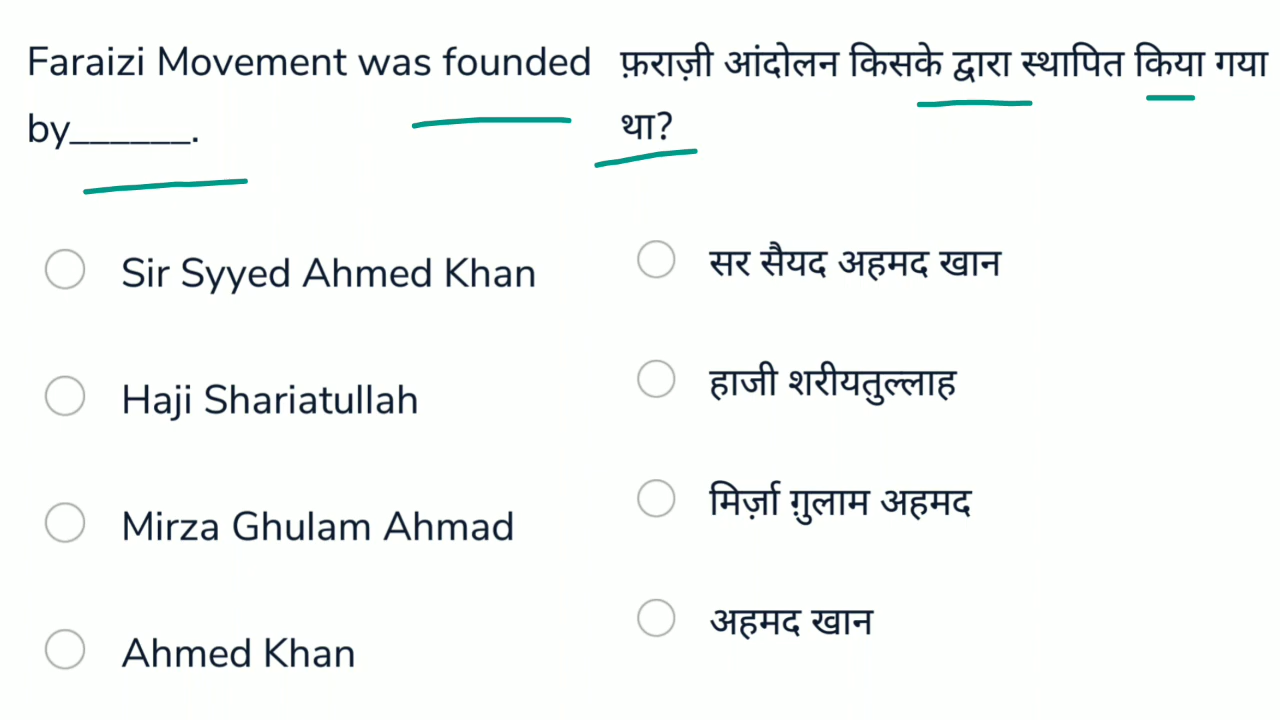 Faraizi Movement was founded
by______.
Sir Syyed Ahmed Khan
Haji Shariatullah
Mirza Ghulam Ahmad
Ahmed Khan
फ़राज़ी आंदोलन किसके द्वारा स्थापित किया गया
था?
सर सैयद अहमद खान
हाजी शरीयतुल्लाह
मिर्ज़ा ग़ुलाम अहमद
अहमद खान